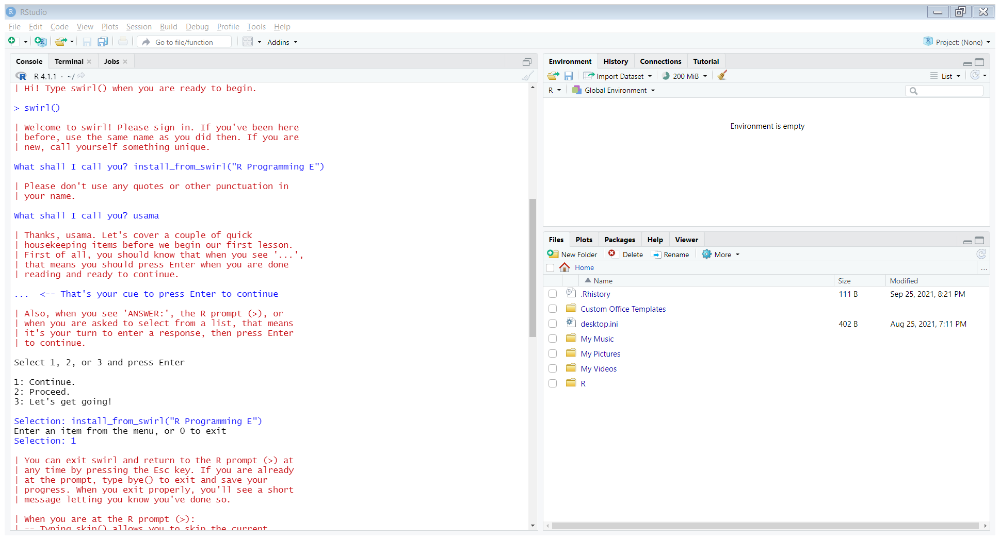 RStudio
File Edit Code View Plots Session Build Debug Profile Tools Help
Go to file/function Addins Project: (None)
Console Terminal Jobs
R 4.1.1 · ~/
| Hi! Type swirl() when you are ready to begin.
> swirl()
| Welcome to swirl! Please sign in. If you've been here
| before, use the same name as you did then. If you are
| new, call yourself something unique.
What shall I call you? install_from_swirl("R Programming E")
| Please don't use any quotes or other punctuation in
| your name.
What shall I call you? usama
| Thanks, usama. Let's cover a couple of quick
| housekeeping items before we begin our first lesson.
| First of all, you should know that when you see '...',
| that means you should press Enter when you are done
| reading and ready to continue.
... <-- That's your cue to press Enter to continue
| Also, when you see 'ANSWER:', the R prompt (>), or
| when you are asked to select from a list, that means
| it's your turn to enter a response, then press Enter
| to continue.
Select 1, 2, or 3 and press Enter
1: Continue.
2: Proceed.
3: Let's get going!
Selection: install_from_swirl("R Programming E")
Enter an item from the menu, or 0 to exit
Selection: 1
| You can exit swirl and return to the R prompt (>) at
| any time by pressing the Esc key. If you are already
| at the prompt, type bye() to exit and save your
| progress. When you exit properly, you'll see a short
| message letting you know you've done so.
| When you are at the R prompt (>):
| -- Typing skip() allows you to skip the current
Environment History Connections Tutorial
Import Dataset 200 MiB List
R Global Environment
Environment is empty
Files Plots Packages Help Viewer
New Folder Delete Rename More
Home ...
Name Size Modified
.Rhistory 111 B Sep 25, 2021, 8:21 PM
Custom Office Templates
desktop.ini 402 B Aug 25, 2021, 7:11 PM
My Music
My Pictures
My Videos
R